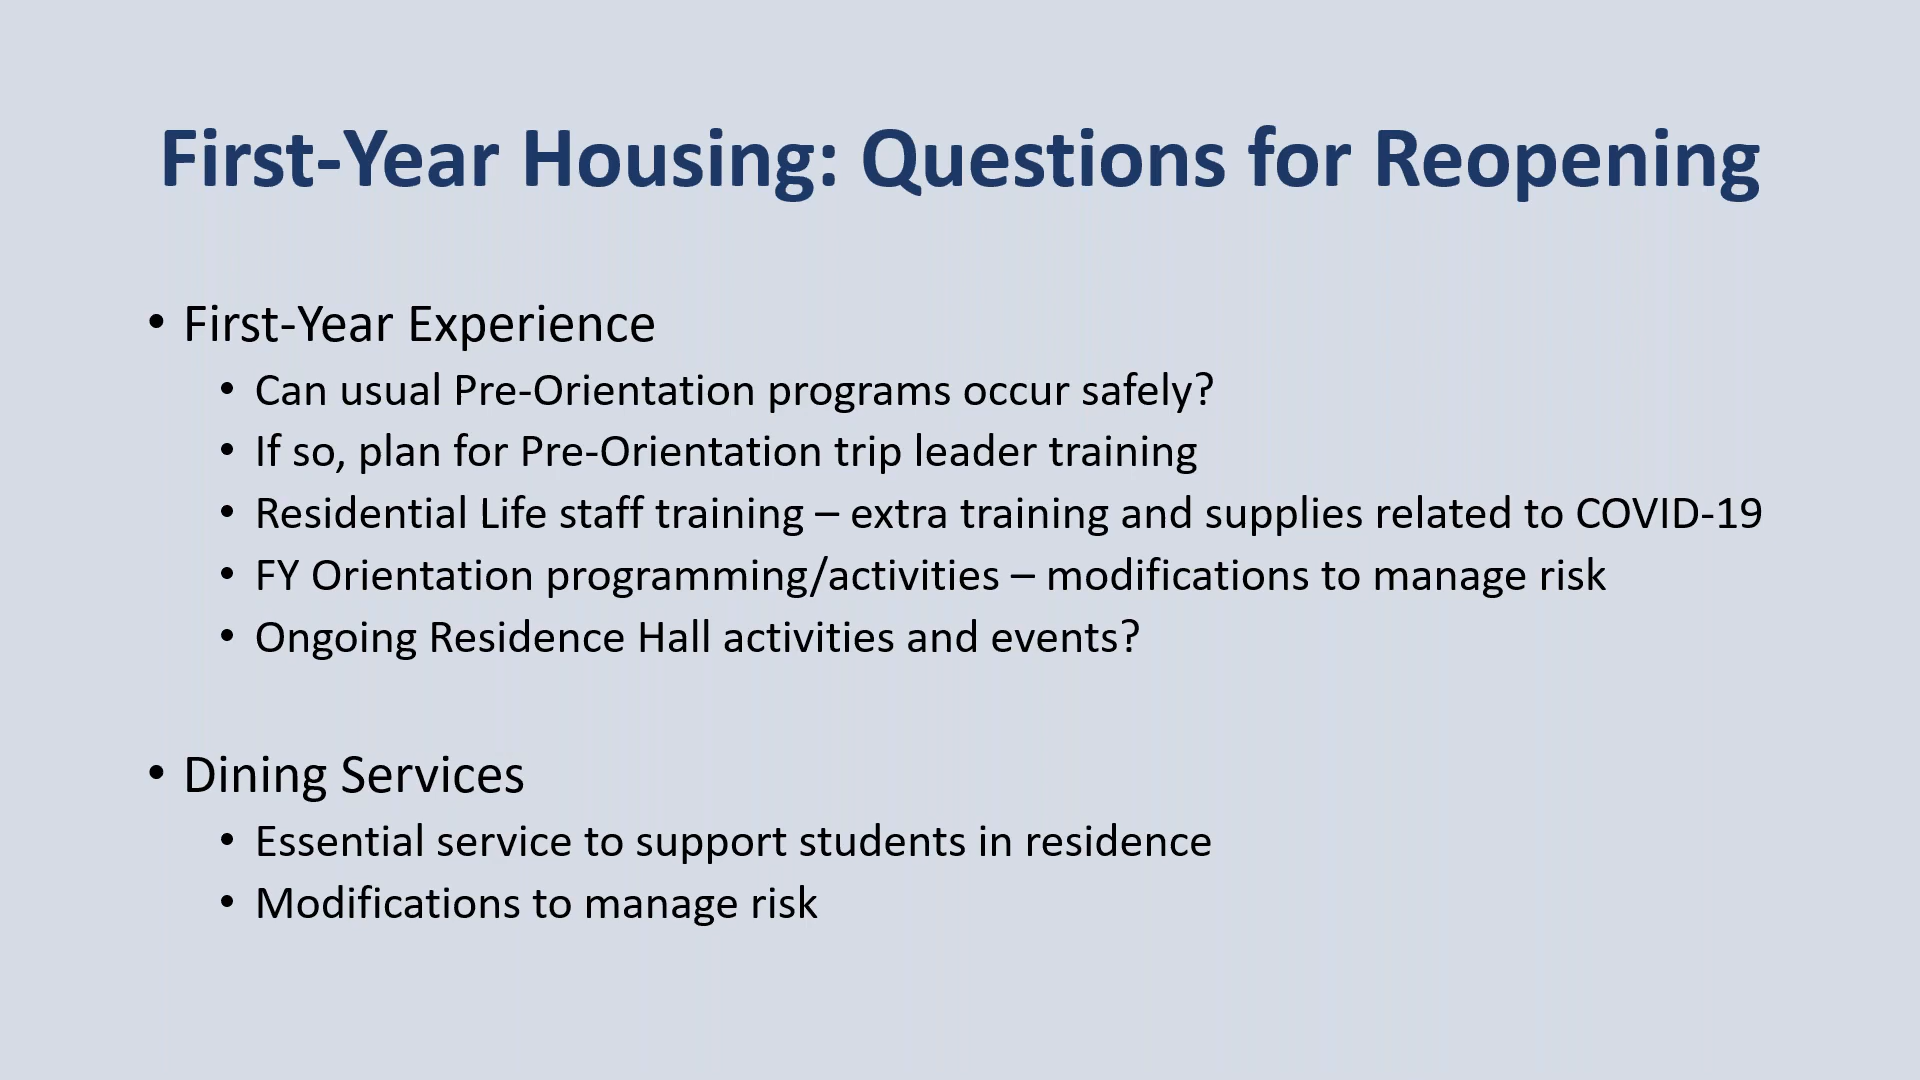 First-Year Housing: Questions for Reopening
• First-Year Experience
• Can usual Pre-Orientation programs occur safely?
• If so, plan for Pre-Orientation trip leader training
• Residential Life staff training – extra training and supplies related to COVID-19
• FY Orientation programming/activities – modifications to manage risk
• Ongoing Residence Hall activities and events?
• Dining Services
• Essential service to support students in residence
• Modifications to manage risk